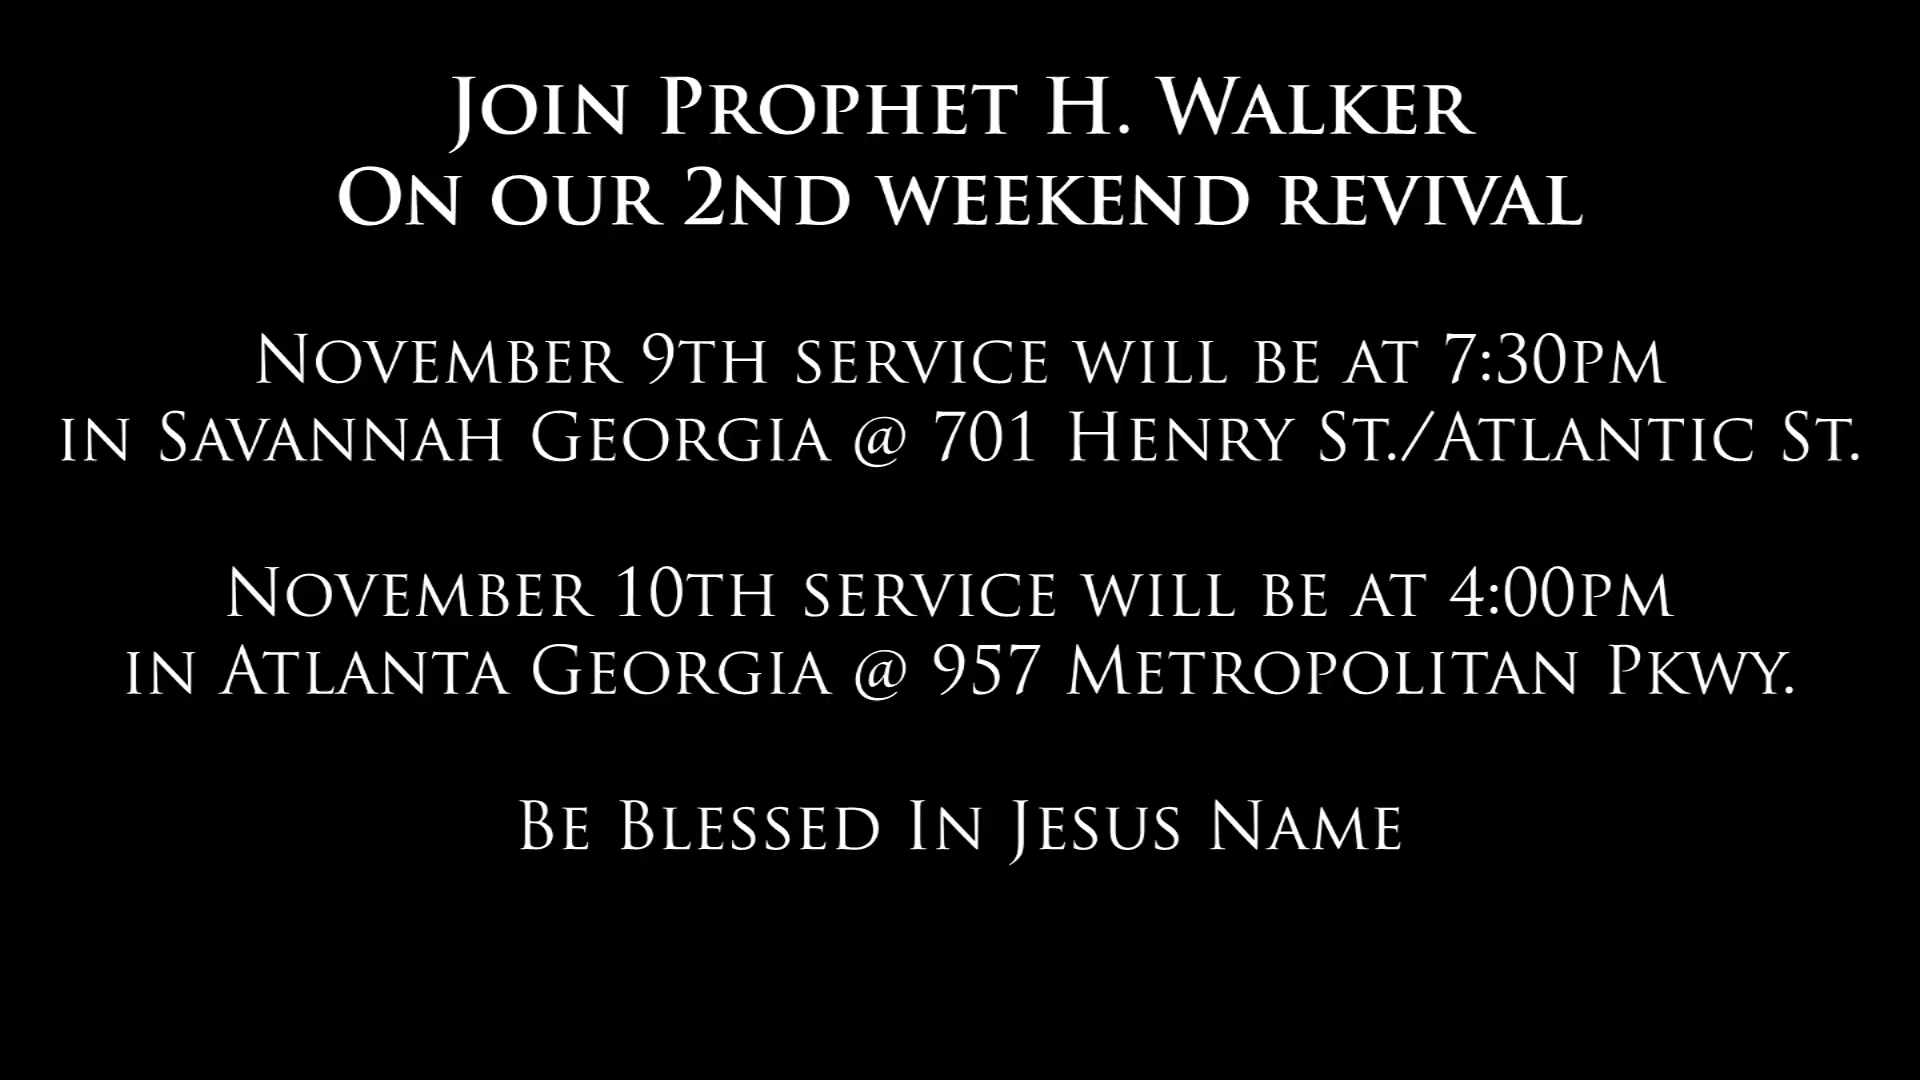 Join Prophet H. Walker
On our 2nd weekend revival
November 9th service will be at 7:30pm
in Savannah Georgia @ 701 Henry St./Atlantic St.
November 10th service will be at 4:00pm
in Atlanta Georgia @ 957 Metropolitan Pkwy.
Be Blessed In Jesus Name